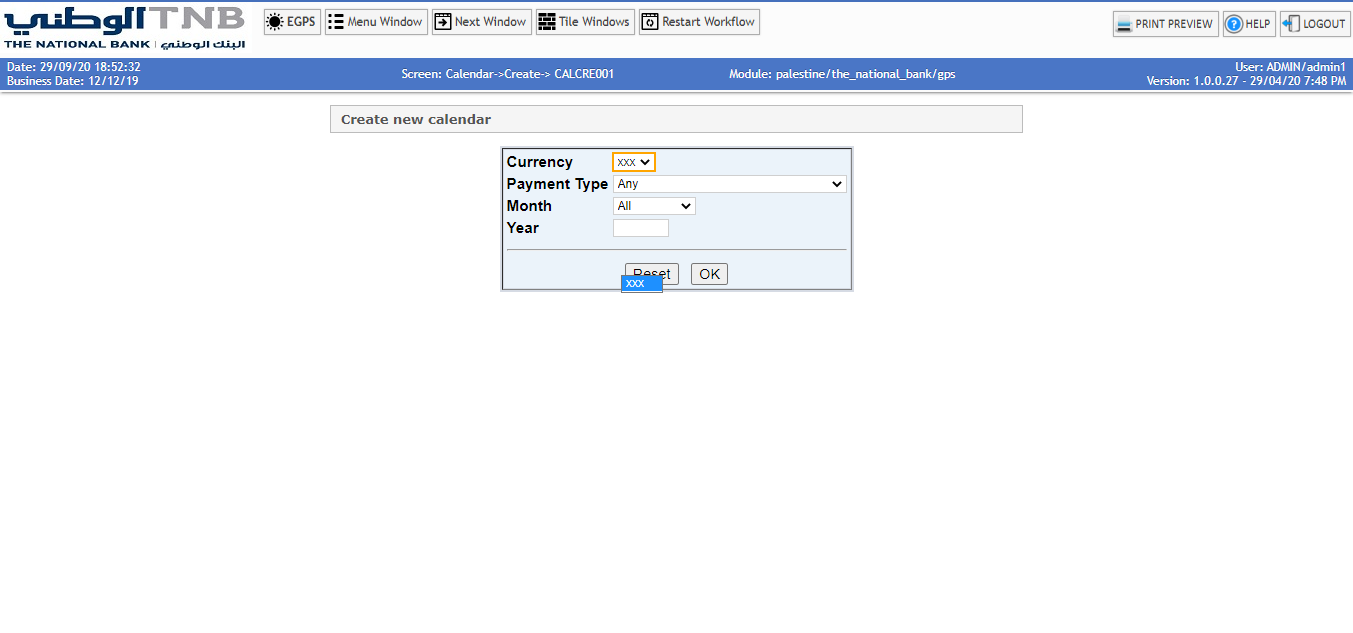 الوطني TNB
THE NATIONAL BANK | البنك الوطني
EGPS
Menu Window
Next Window
Tile Windows
Restart Workflow
PRINT PREVIEW
HELP
LOGOUT
Date: 29/09/20 18:52:32
Business Date: 12/12/19
Screen: Calendar->Create-> CALCRE001
Module: palestine/the_national_bank/gps
User: ADMIN/admin1
Version: 1.0.0.27 - 29/04/20 7:48 PM
Create new calendar
Currency xxx
Payment Type Any
Month All
Year
Reset OK
xxx